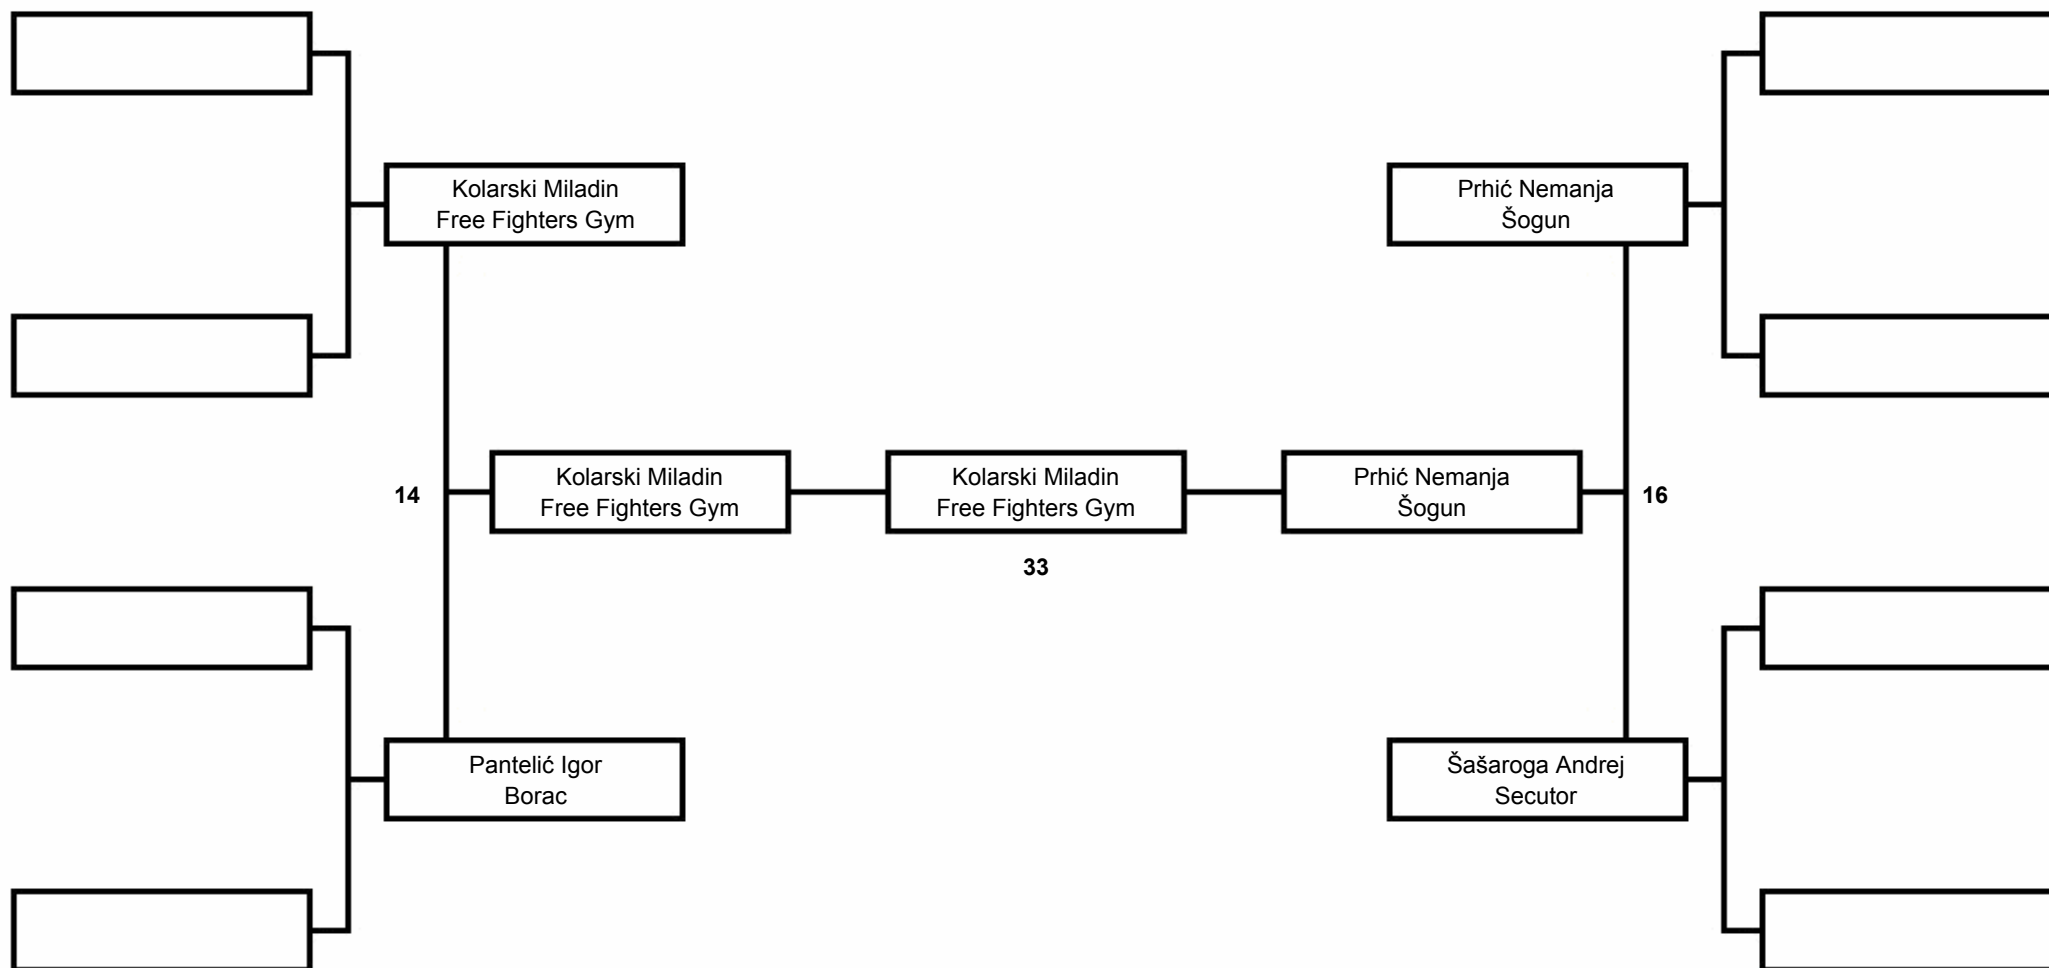 Kolarski Miladin
Free Fighters Gym
Prhić Nemanja
Šogun
14
Kolarski Miladin
Free Fighters Gym
Kolarski Miladin
Free Fighters Gym
33
Prhić Nemanja
Šogun
16
Pantelić Igor
Borac
Šašaroga Andrej
Secutor